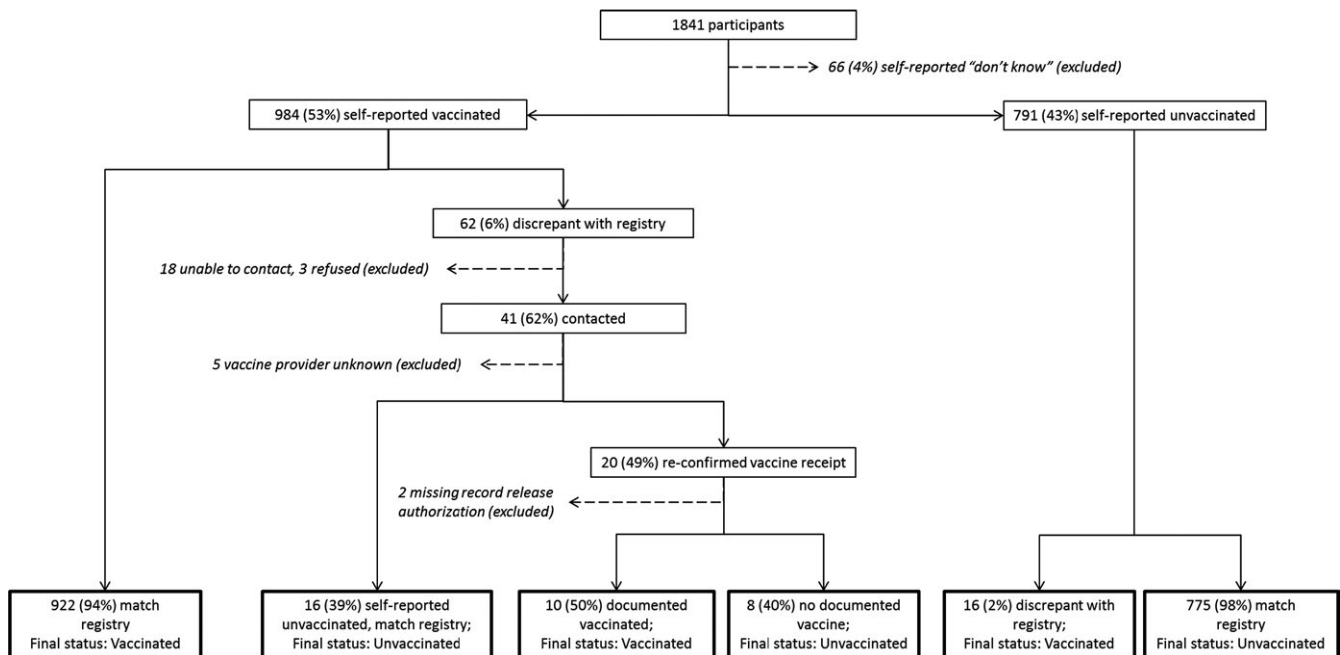 1841 participants
66 (4%) self-reported “don’t know” (excluded)
984 (53%) self-reported vaccinated
791 (43%) self-reported unvaccinated
62 (6%) discrepant with registry
18 unable to contact, 3 refused (excluded)
41 (62%) contacted
5 vaccine provider unknown (excluded)
20 (49%) re-confirmed vaccine receipt
2 missing record release
authorization (excluded)
922 (94%) match
registry
Final status: Vaccinated
16 (39%) self-reported
unvaccinated, match registry;
Final status: Unvaccinated
10 (50%) documented
vaccinated;
Final status: Vaccinated
8 (40%) no documented
vaccine;
Final status: Unvaccinated
16 (2%) discrepant with
registry;
Final status: Vaccinated
775 (98%) match
registry
Final status: Unvaccinated